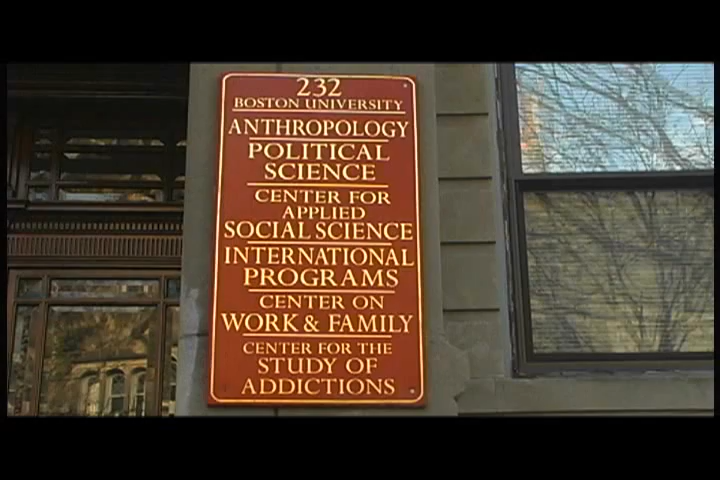 232
BOSTON UNIVERSITY
ANTHROPOLOGY
POLITICAL
SCIENCE
CENTER FOR
APPLIED
SOCIAL SCIENCE
INTERNATIONAL
PROGRAMS
CENTER ON
WORK & FAMILY
CENTER FOR THE
STUDY OF
ADDICTIONS